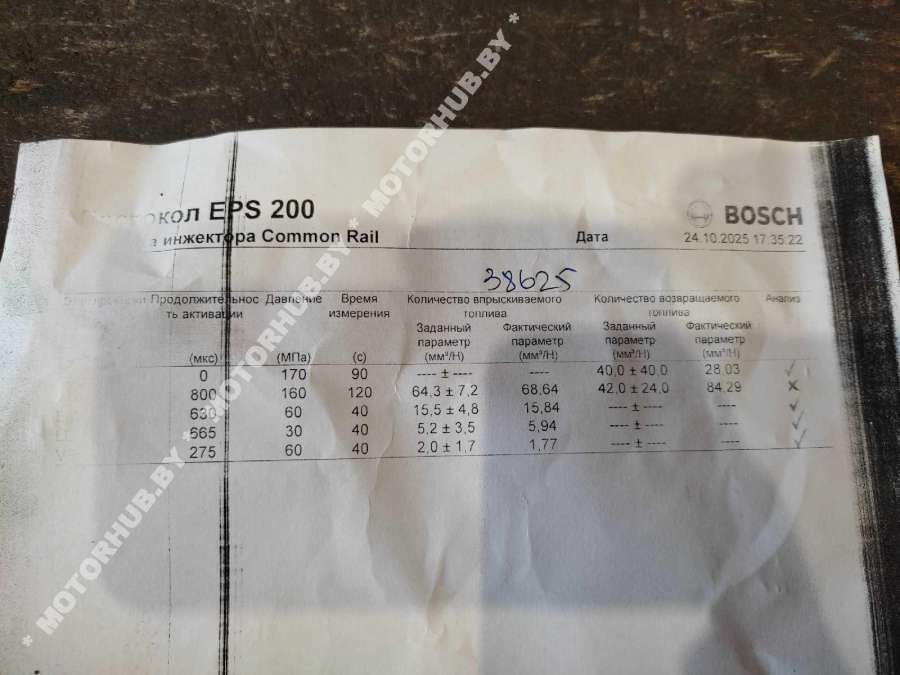 * MOTORHUB.BY * MOTORHUB.BY * MOTORHUB.BY *
EPS 200
BOSCH
инжектора Common Rail
Дата
24.10.2025 17:35:22
38625
Продолжительнос Давление Время Количество впрыскиваемого Количество возвращаемого Анализ
ть активации измерения топлива топлива
Заданный Фактический Заданный Фактический
параметр параметр параметр параметр
(мкс) (МПа) (с) (мм³/H) (мм³/H) (мм³/H) (мм³/H)
0 170 90 ---- ± ---- ---- 40,0 ± 40,0 28,03 ✓
800 160 120 64,3 ± 7,2 68,64 42,0 ± 24,0 84,29 ×
630 60 40 15,5 ± 4,8 15,84 ---- ± ---- ---- ✓
665 30 40 5,2 ± 3,5 5,94 ---- ± ---- ---- ✓
275 60 40 2,0 ± 1,7 1,77 ---- ± ---- ---- ✓